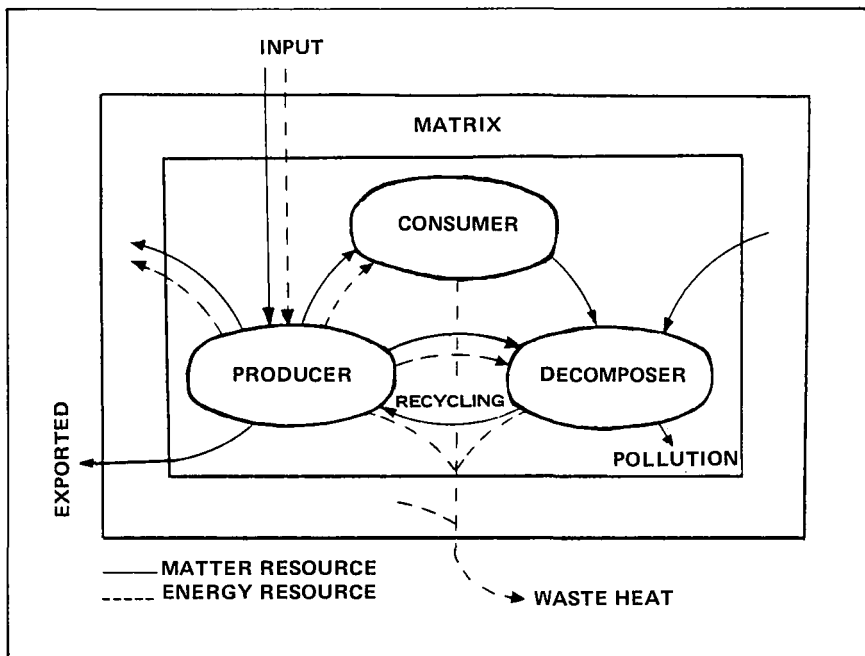 INPUT
MATRIX
CONSUMER
PRODUCER
DECOMPOSER
RECYCLING
POLLUTION
EXPORTED
MATTER RESOURCE
ENERGY RESOURCE
WASTE HEAT